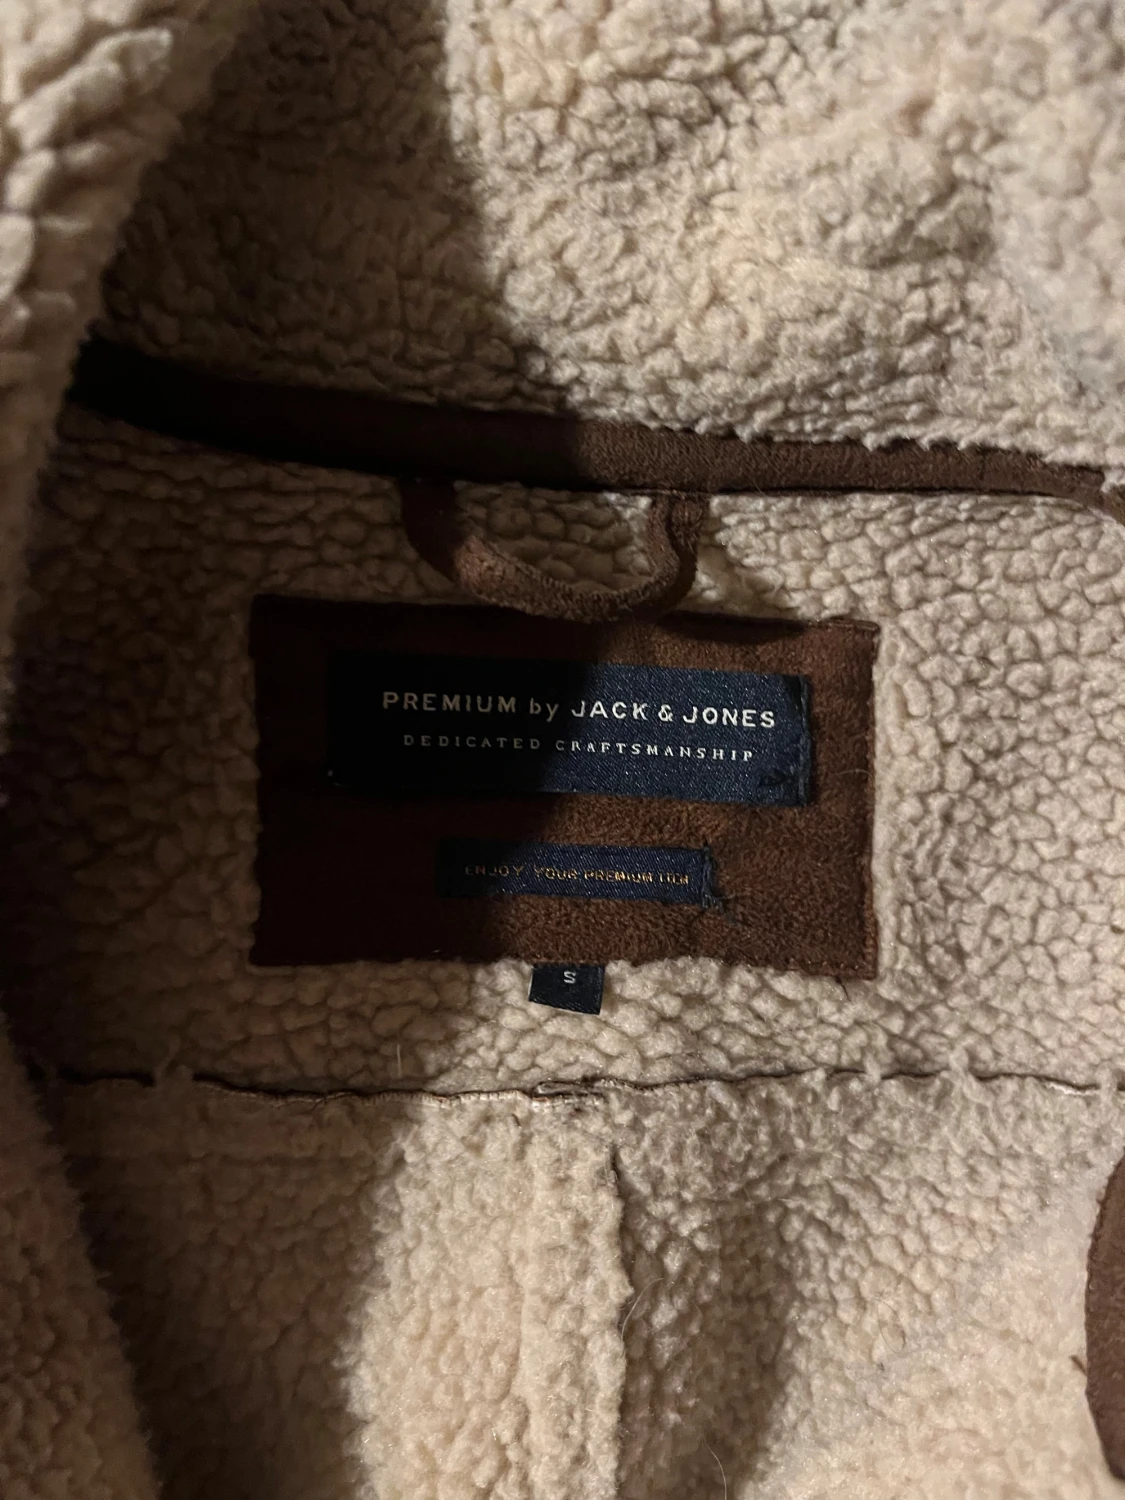 PREMIUM by JACK & JONES
DEDICATED CRAFTSMANSHIP
ENJOY YOUR PREMIUM ITEM
S